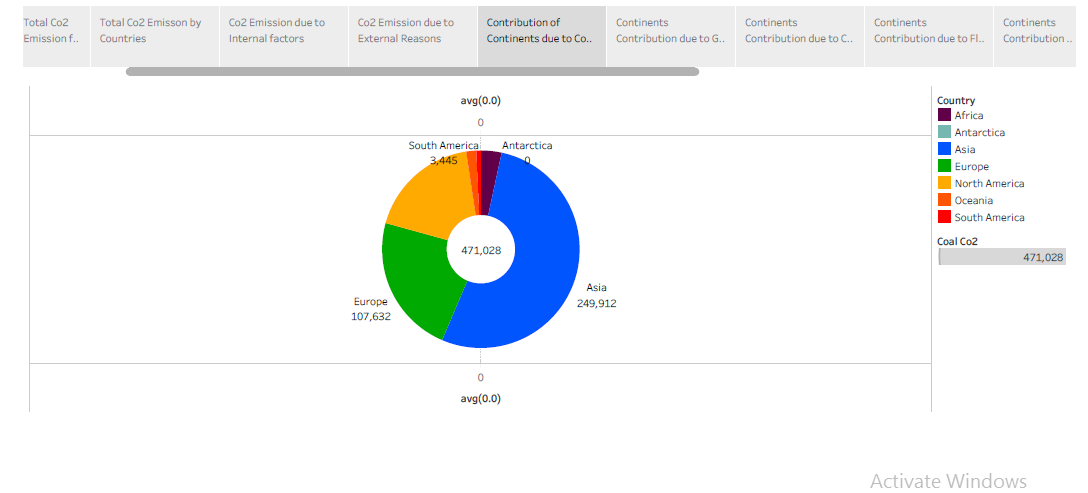 Total Co2
Emission f..
Total Co2 Emisson by
Countries
Co2 Emission due to
Internal factors
Co2 Emission due to
External Reasons
Contribution of
Continents due to Co..
Continents
Contribution due to G..
Continents
Contribution due to C..
Continents
Contribution due to Fl..
Continents
Contribution ..
avg(0.0)
0
South America
3,445
Antarctica
0
471,028
Asia
249,912
Europe
107,632
0
avg(0.0)
Country
Africa
Antarctica
Asia
Europe
North America
Oceania
South America
Coal Co2
471,028
Activate Windows